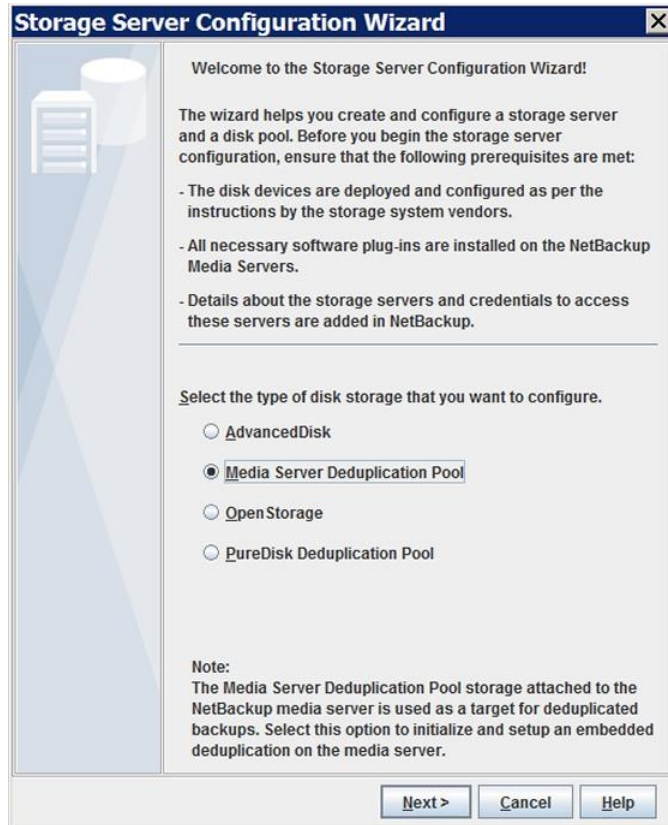 Storage Server Configuration Wizard
Welcome to the Storage Server Configuration Wizard!
The wizard helps you create and configure a storage server
and a disk pool. Before you begin the storage server
configuration, ensure that the following prerequisites are met:
- The disk devices are deployed and configured as per the
instructions by the storage system vendors.
- All necessary software plug-ins are installed on the NetBackup
Media Servers.
- Details about the storage servers and credentials to access
these servers are added in NetBackup.
Select the type of disk storage that you want to configure.
AdvancedDisk
Media Server Deduplication Pool
OpenStorage
PureDisk Deduplication Pool
Note:
The Media Server Deduplication Pool storage attached to the
NetBackup media server is used as a target for deduplicated
backups. Select this option to initialize and setup an embedded
deduplication on the media server.
Next >
Cancel
Help